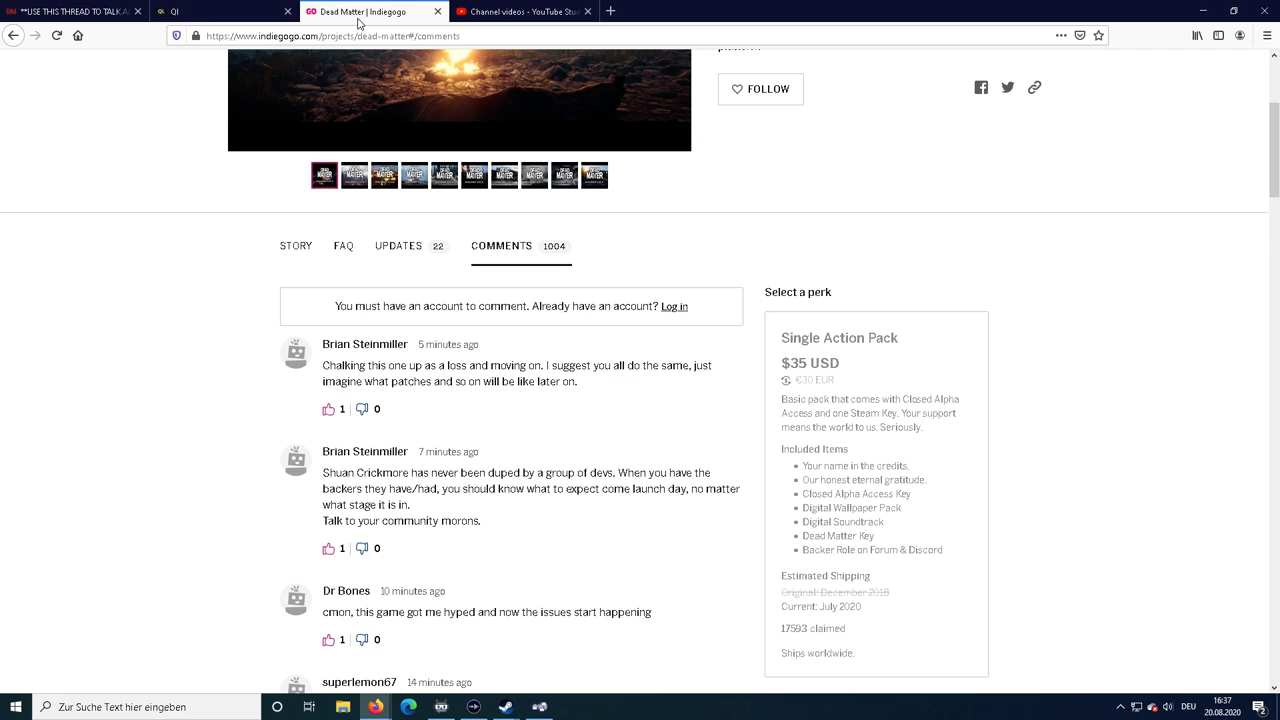 **USE THIS THREAD TO TALK A
QI
GO Dead Matter | Indiegogo
Channel videos - YouTube Stud
https://www.indiegogo.com/projects/dead-matter#/comments
FOLLOW
STORY
FAQ
UPDATES 22
COMMENTS 1004
You must have an account to comment. Already have an account? Log in
Brian Steinmiller 5 minutes ago
Chalking this one up as a loss and moving on. I suggest you all do the same, just
imagine what patches and so on will be like later on.
1 0
Brian Steinmiller 7 minutes ago
Shuan Crickmore has never been duped by a group of devs. When you have the
backers they have/had, you should know what to expect come launch day, no matter
what stage it is in.
Talk to your community morons.
1 0
Dr Bones 10 minutes ago
cmon, this game got me hyped and now the issues start happening
1 0
superlemon67 14 minutes ago
Select a perk
Single Action Pack
$35 USD
€30 EUR
Basic pack that comes with Closed Alpha
Access and one Steam Key. Your support
means the world to us. Seriously.
Included Items
Your name in the credits.
Our honest eternal gratitude.
Closed Alpha Access Key
Digital Wallpaper Pack
Digital Soundtrack
Dead Matter Key
Backer Role on Forum & Discord
Estimated Shipping
Original: December 2018
Current: July 2020
17593 claimed
Ships worldwide.
Zur Suche Text hier eingeben
DEU
16:37
20.08.2020
2